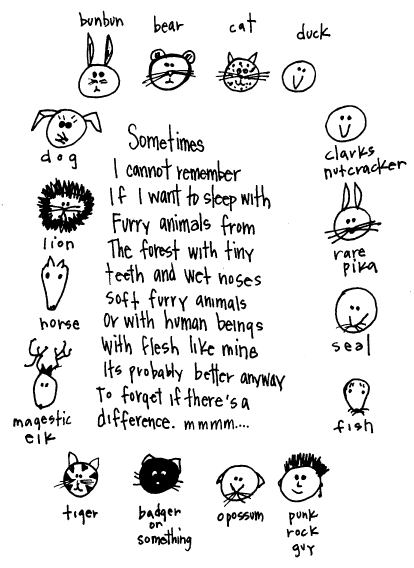 bunbun
bear
cat
duck
dog
lion
horse
magestic
elk
Sometimes
I cannot remember
If I want to sleep with
Furry animals from
The forest with tiny
teeth and wet noses
soft furry animals
or with human beings
with flesh like mine
Its probably better anyway
To forget if there's a
difference. mmmm....
clarks
nutcracker
rare
pika
seal
fish
tiger
badger
or
something
opossum
punk
rock
guy